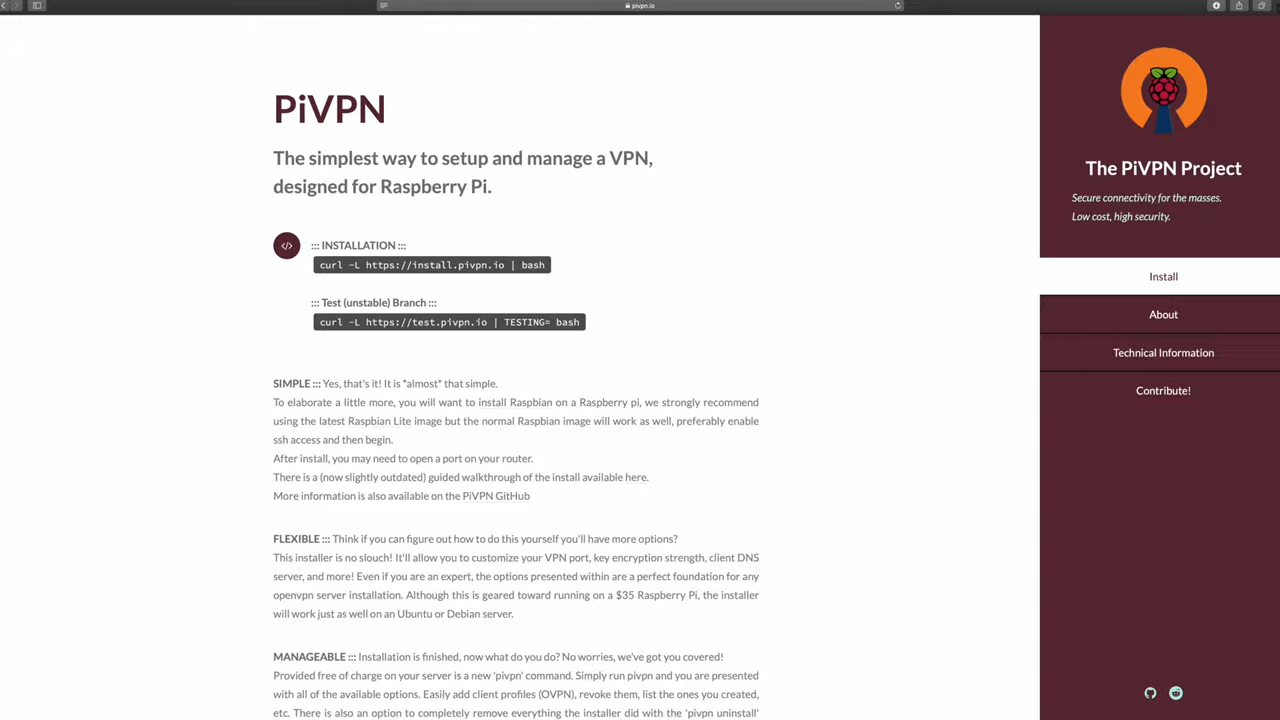 pivpn.io
PiVPN
The simplest way to setup and manage a VPN,
designed for Raspberry Pi.
::: INSTALLATION :::
curl -L https://install.pivpn.io | bash
::: Test (unstable) Branch :::
curl -L https://test.pivpn.io | TESTING= bash
SIMPLE ::: Yes, that's it! It is *almost* that simple.
To elaborate a little more, you will want to install Raspbian on a Raspberry pi, we strongly recommend
using the latest Raspbian Lite image but the normal Raspbian image will work as well, preferably enable
ssh access and then begin.
After install, you may need to open a port on your router.
There is a (now slightly outdated) guided walkthrough of the install available here.
More information is also available on the PiVPN GitHub
FLEXIBLE ::: Think if you can figure out how to do this yourself you'll have more options?
This installer is no slouch! It'll allow you to customize your VPN port, key encryption strength, client DNS
server, and more! Even if you are an expert, the options presented within are a perfect foundation for any
openvpn server installation. Although this is geared toward running on a $35 Raspberry Pi, the installer
will work just as well on an Ubuntu or Debian server.
MANAGEABLE ::: Installation is finished, now what do you do? No worries, we've got you covered!
Provided free of charge on your server is a new 'pivpn' command. Simply run pivpn and you are presented
with all of the available options. Easily add client profiles (OVPN), revoke them, list the ones you created,
etc. There is also an option to completely remove everything the installer did with the 'pivpn uninstall'
The PiVPN Project
Secure connectivity for the masses.
Low cost, high security.
Install
About
Technical Information
Contribute!